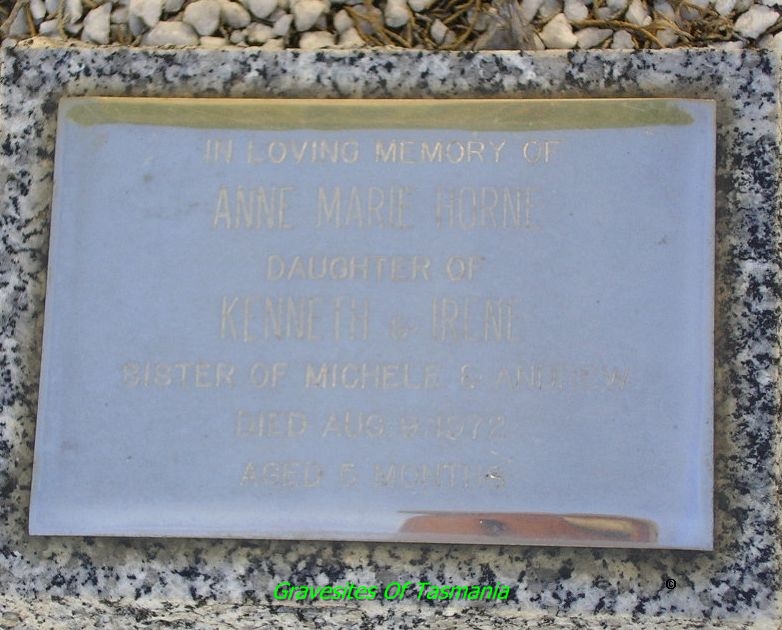 IN LOVING MEMORY OF
ANNE MARIE HORNE
DAUGHTER OF
KENNETH & IRENE
SISTER OF MICHELE & ANDREW
DIED AUG. 9. 1972
AGED 5 MONTHS
Gravesites Of Tasmania
©